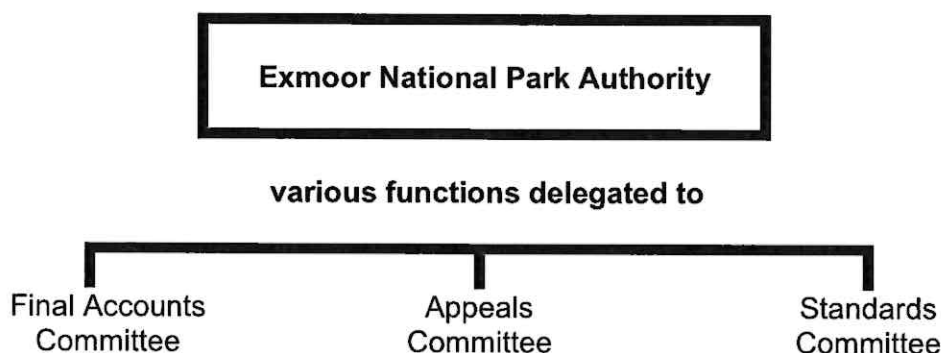 Exmoor National Park Authority
various functions delegated to
Final Accounts
Committee
Appeals
Committee
Standards
Committee